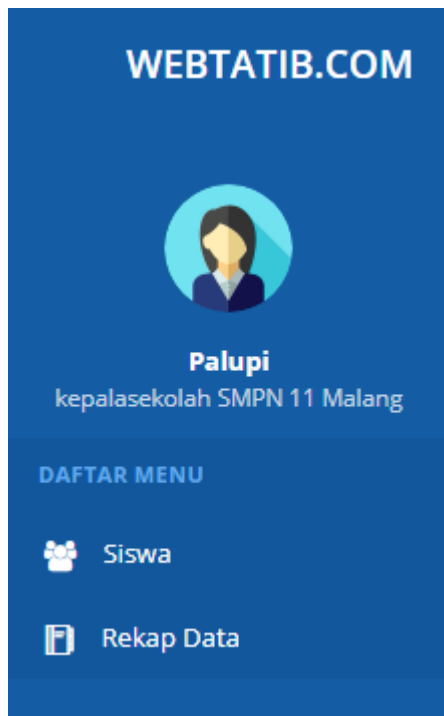 WEBTATIB.COM
Palupi
kepalasekolah SMPN 11 Malang
DAFTAR MENU
Siswa
Rekap Data